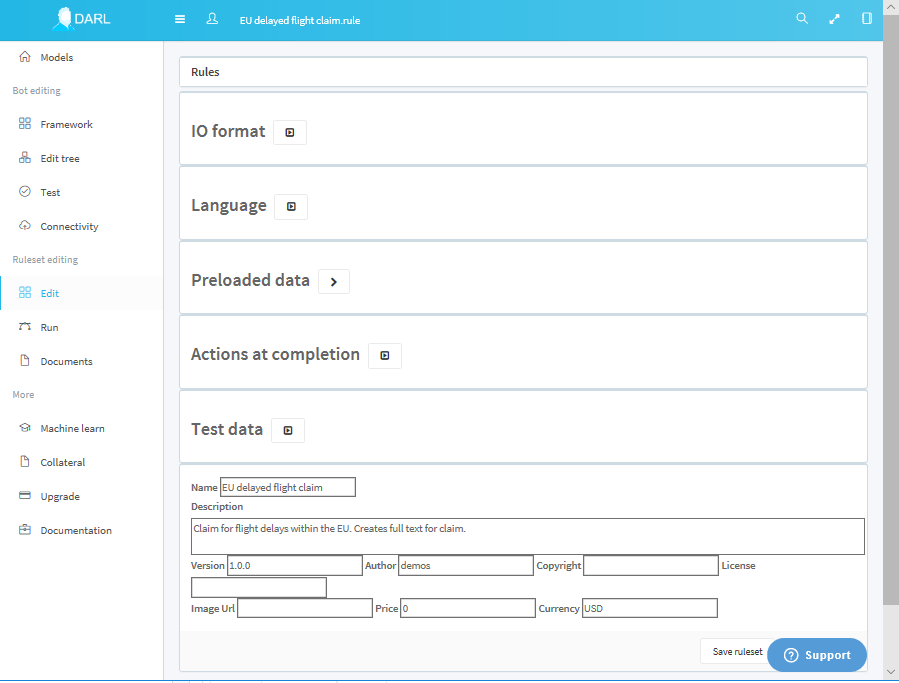 DARL
EU delayed flight claim.rule
Models
Bot editing
Framework
Edit tree
Test
Connectivity
Ruleset editing
Edit
Run
Documents
More
Machine learn
Collateral
Upgrade
Documentation
Rules
IO format
Language
Preloaded data
Actions at completion
Test data
Name EU delayed flight claim
Description
Claim for flight delays within the EU. Creates full text for claim.
Version 1.0.0 Author demos Copyright License
Image Url Price 0 Currency USD
Save ruleset
Support